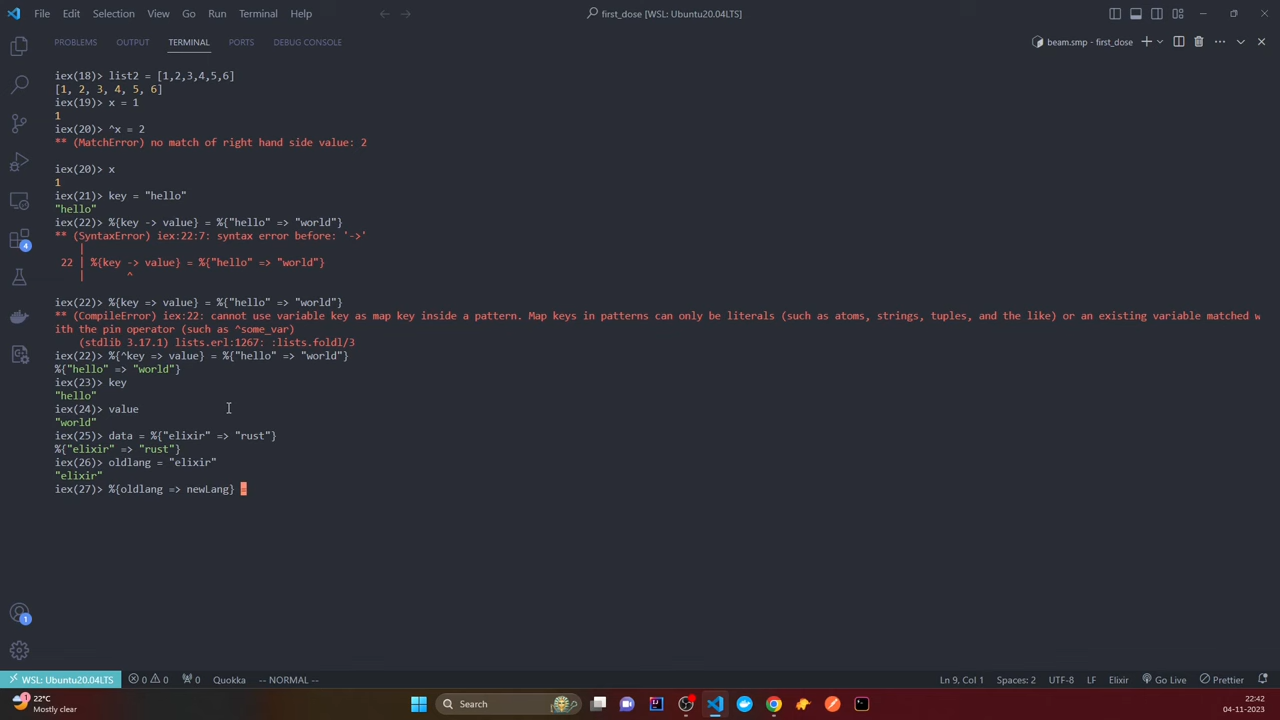 File Edit Selection View Go Run Terminal Help
first_dose [WSL: Ubuntu20.04LTS]
PROBLEMS OUTPUT TERMINAL PORTS DEBUG CONSOLE
beam.smp - first_dose
iex(18)> list2 = [1,2,3,4,5,6]
[1, 2, 3, 4, 5, 6]
iex(19)> x = 1
1
iex(20)> ^x = 2
** (MatchError) no match of right hand side value: 2
iex(20)> x
1
iex(21)> key = "hello"
"hello"
iex(22)> %{key -> value} = %{"hello" => "world"}
** (SyntaxError) iex:22:7: syntax error before: '->'
|
22 | %{key -> value} = %{"hello" => "world"}
| ^
iex(22)> %{key => value} = %{"hello" => "world"}
** (CompileError) iex:22: cannot use variable key as map key inside a pattern. Map keys in patterns can only be literals (such as atoms, strings, tuples, and the like) or an existing variable matched w
ith the pin operator (such as ^some_var)
(stdlib 3.17.1) lists.erl:1267: :lists.foldl/3
iex(22)> %{^key => value} = %{"hello" => "world"}
%{"hello" => "world"}
iex(23)> key
"hello"
iex(24)> value
"world"
iex(25)> data = %{"elixir" => "rust"}
%{"elixir" => "rust"}
iex(26)> oldlang = "elixir"
"elixir"
iex(27)> %{oldlang => newLang} =
4
1
WSL: Ubuntu20.04LTS 0 0 0 Quokka -- NORMAL -- Ln 9, Col 1 Spaces: 2 UTF-8 LF Elixir Go Live Prettier
1 22°C
Mostly clear
Search
22:42
04-11-2023